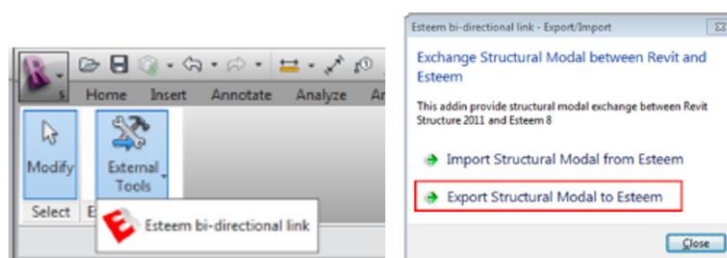 R
s
Home Insert Annotate Analyze
Modify
External
Tools
Select
Esteem bi-directional link
Esteem bi-directional link - Export/Import
Exchange Structural Modal between Revit and
Esteem
This addin provide structural modal exchange between Revit
Structure 2011 and Esteem 8
Import Structural Modal from Esteem
Export Structural Modal to Esteem
Close